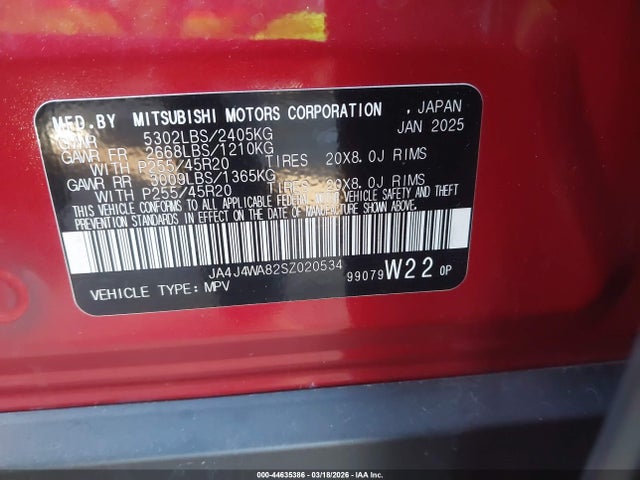 MFD.BY MITSUBISHI MOTORS CORPORATION , JAPAN
GVWR 5302LBS/2405KG JAN 2025
GAWR FR 2668LBS/1210KG
WITH P255/45R20 TIRES 20X8.0J RIMS
GAWR RR 3009LBS/1365KG
WITH P255/45R20 TIRES 20X8.0J RIMS
THIS VEHICLE CONFORMS TO ALL APPLICABLE FEDERAL MOTOR VEHICLE SAFETY AND THEFT
PREVENTION STANDARDS IN EFFECT ON THE DATE OF MANUFACTURE SHOWN ABOVE.
JA4J4WA82SZ020534
99079 W22 0P
VEHICLE TYPE: MPV
000-44635386 - 03/18/2026 - IAA Inc.